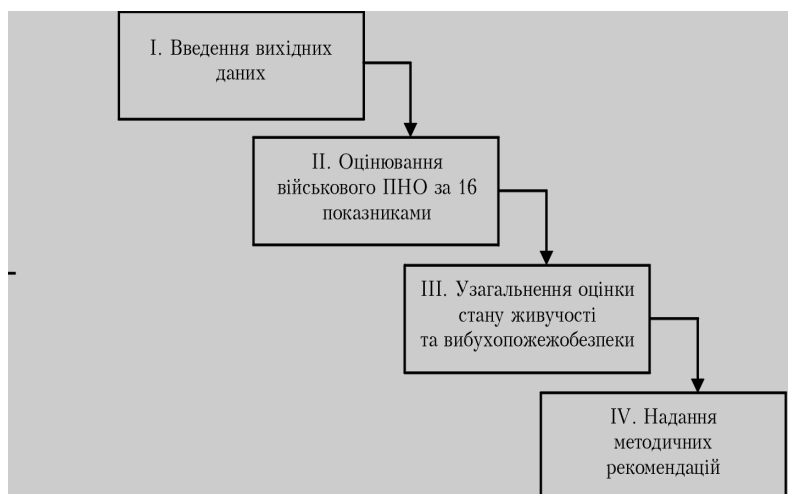 I. Введення вихідних
даних
II. Оцінювання
військового ПНО за 16
показниками
III. Узагальнення оцінки
стану живучості
та вибухопожежобезпеки
IV. Надання
методичних
рекомендацій